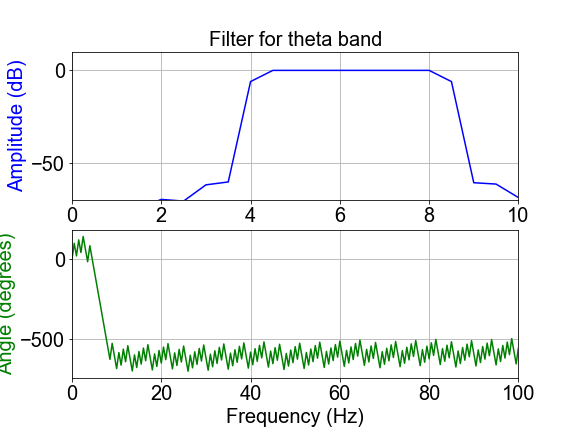 Filter for theta band
Amplitude (dB)
0
−50
0 2 4 6 8 10
Angle (degrees)
0
−500
0 20 40 60 80 100
Frequency (Hz)